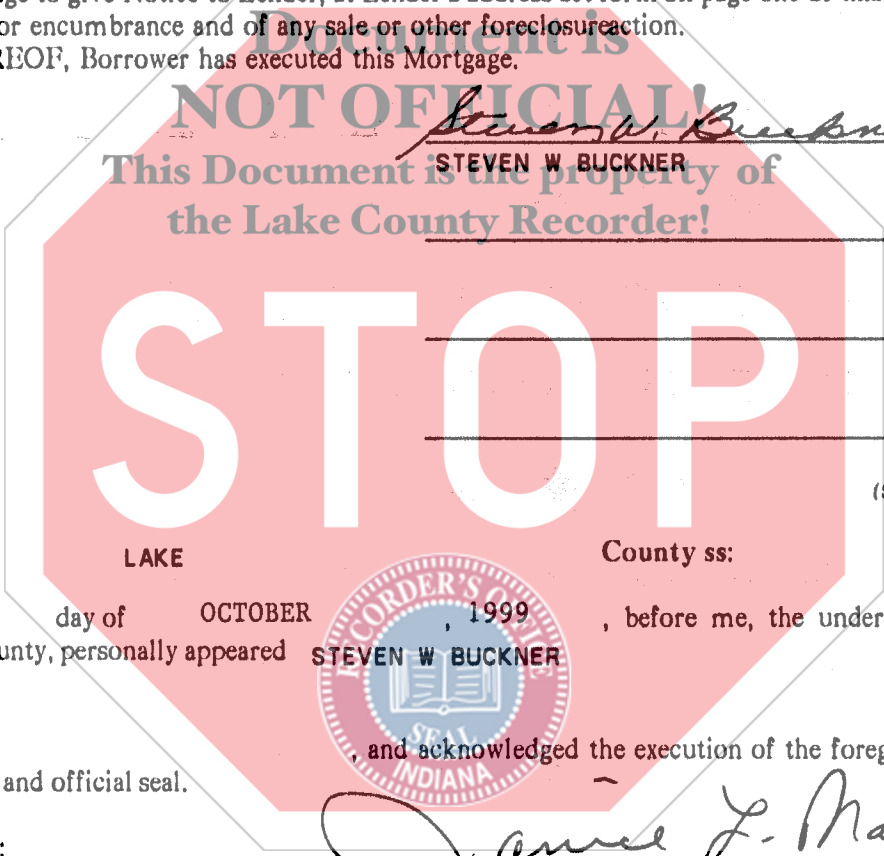 or encumbrance and of any sale or other foreclosureaction.
REOF, Borrower has executed this Mortgage.
Document is
NOT OFFICIAL!
This Document is the property of
the Lake County Recorder!
Steven W. Buckn
STEVEN W BUCKNER
STOP
LAKE County ss:
day of OCTOBER , 1999 , before me, the under
unty, personally appeared STEVEN W BUCKNER
RECORDER'S OFFICE
SEAL
INDIANA
, and acknowledged the execution of the foreg
and official seal.